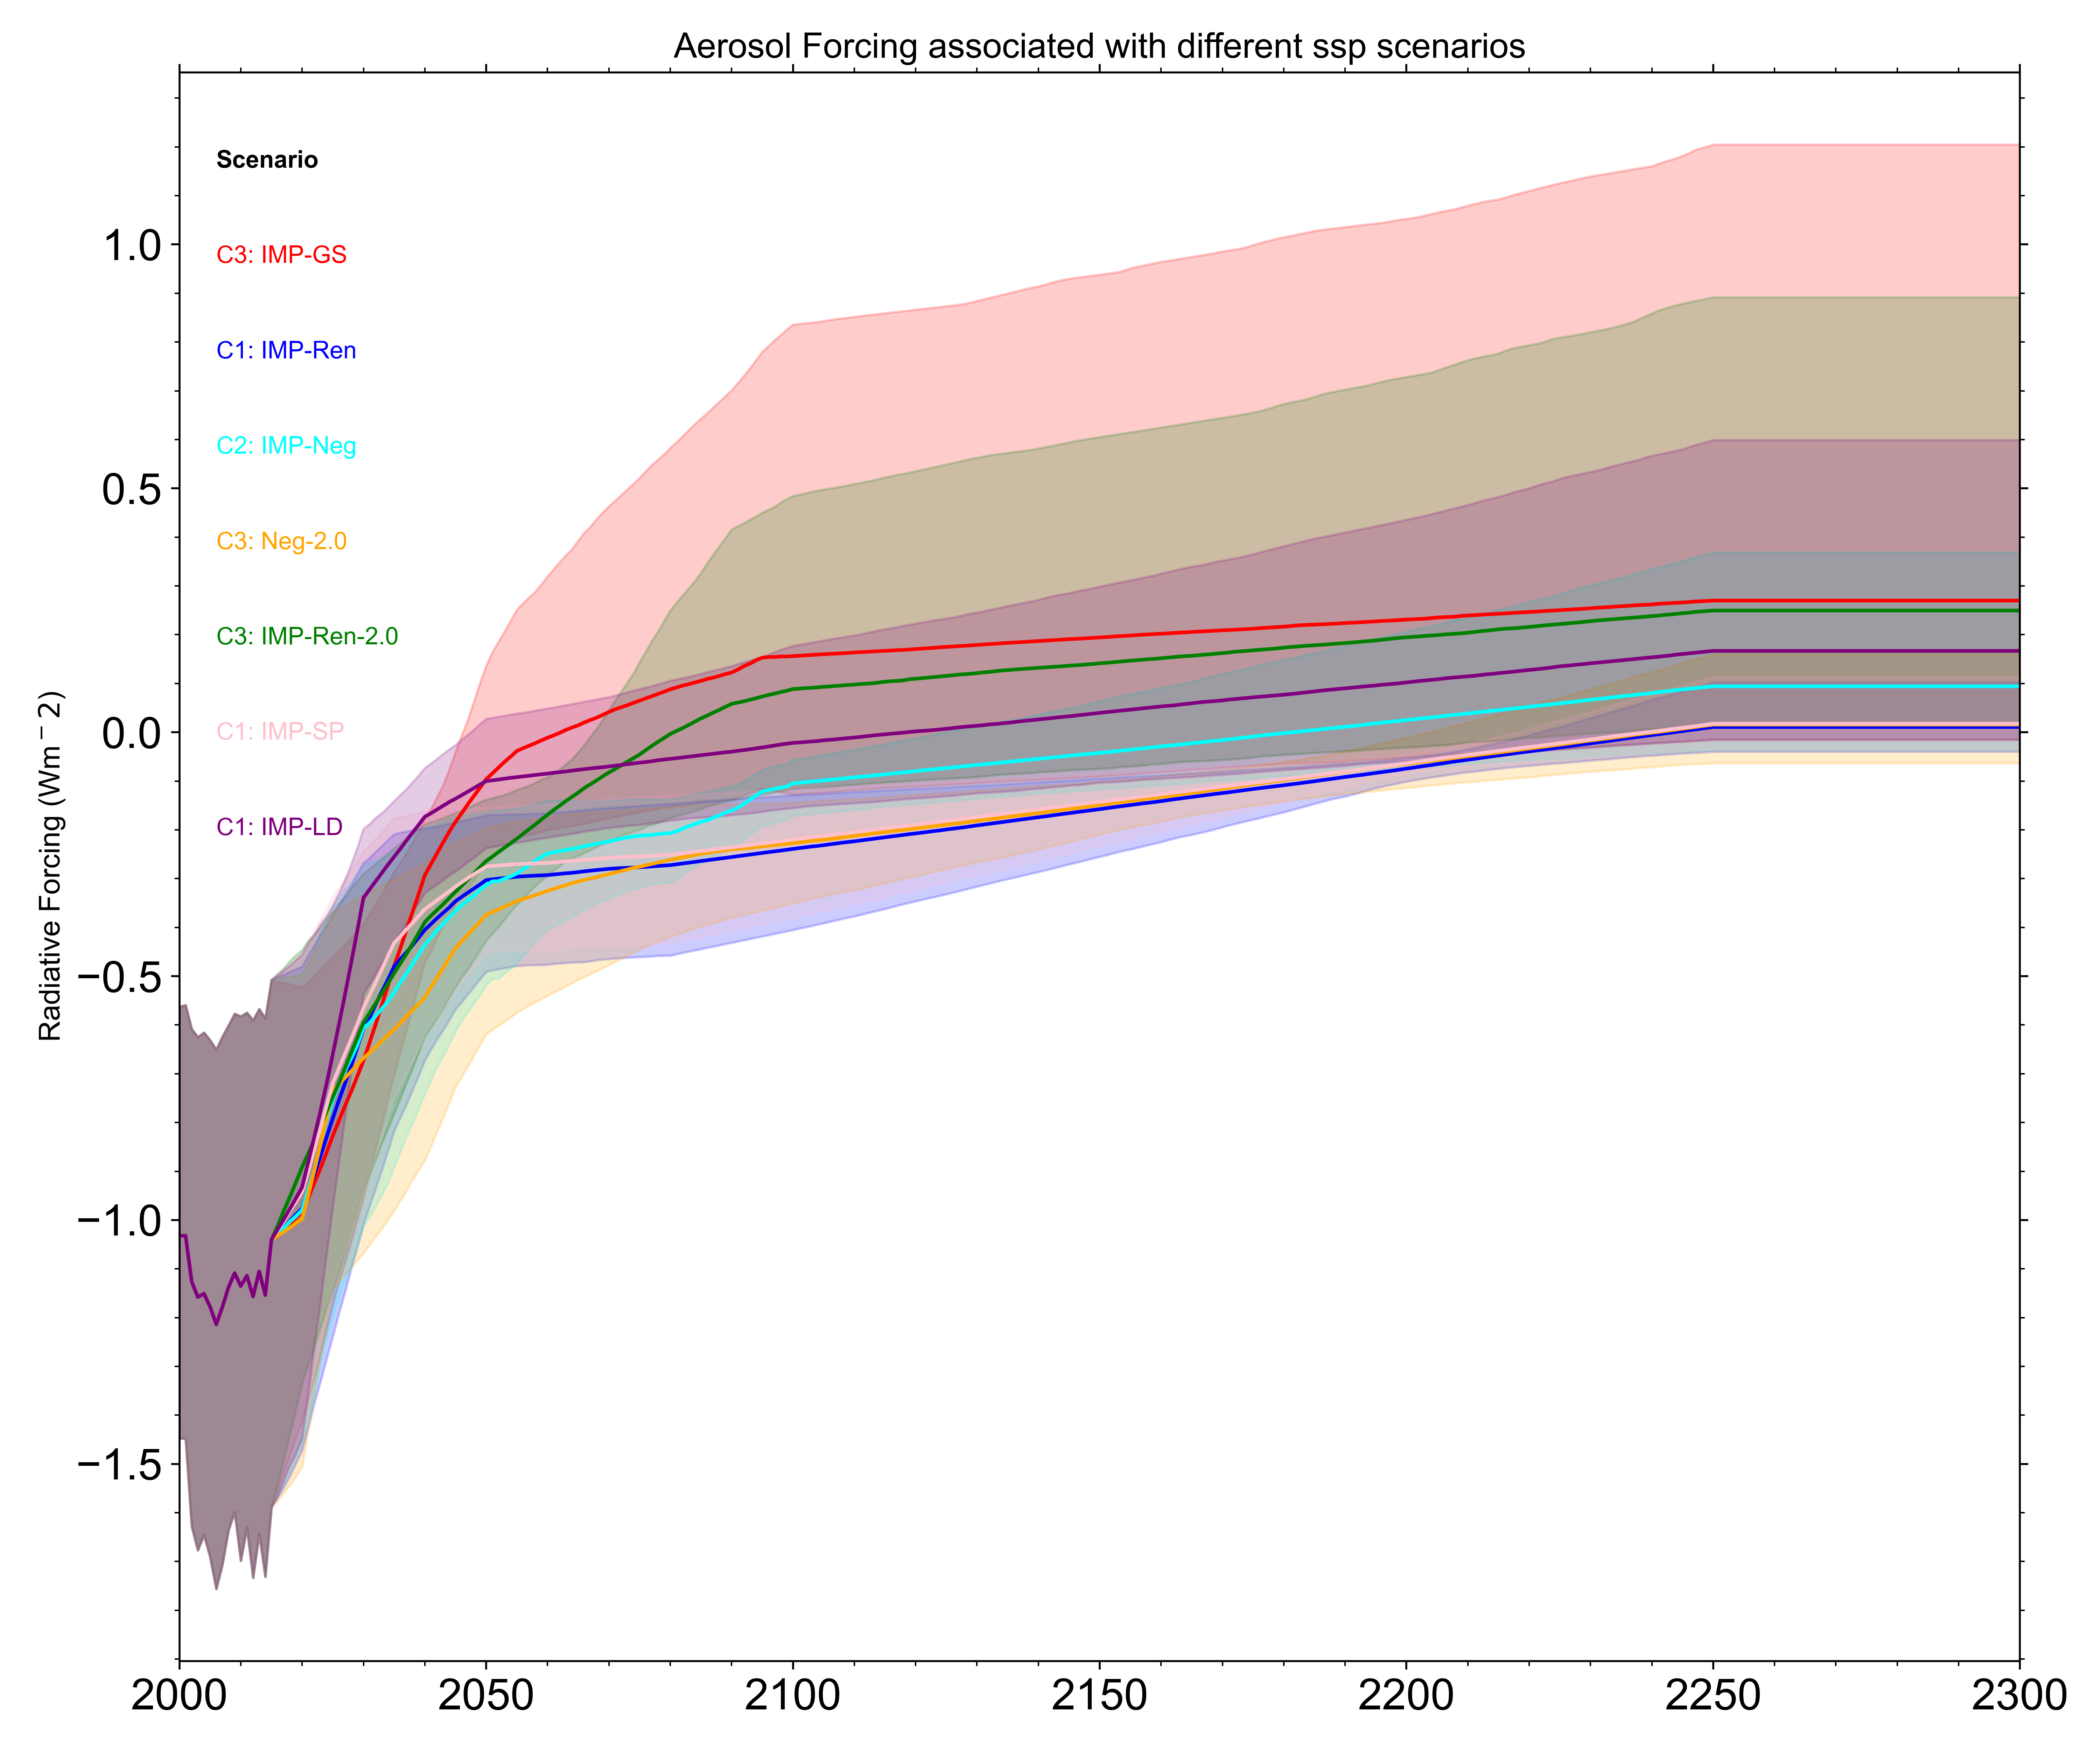 Aerosol Forcing associated with different ssp scenarios
Scenario
C3: IMP-GS
C1: IMP-Ren
C2: IMP-Neg
C3: Neg-2.0
C3: IMP-Ren-2.0
C1: IMP-SP
C1: IMP-LD
Radiative Forcing (Wm⁻2)
1.0
0.5
0.0
−0.5
−1.0
−1.5
2000 2050 2100 2150 2200 2250 2300